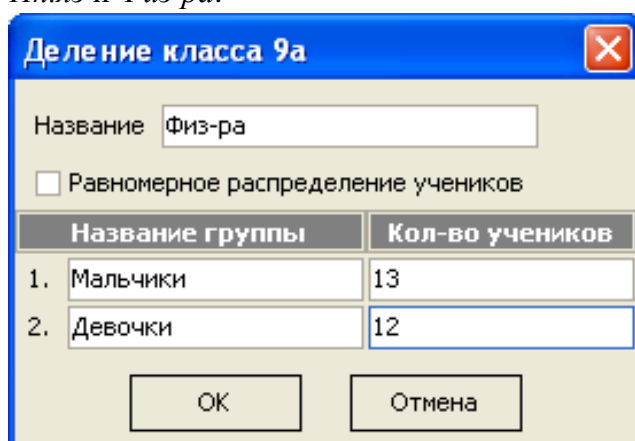 Деление класса 9а
Название Физ-ра
Равномерное распределение учеников
Название группы Кол-во учеников
1. Мальчики 13
2. Девочки 12
ОК Отмена